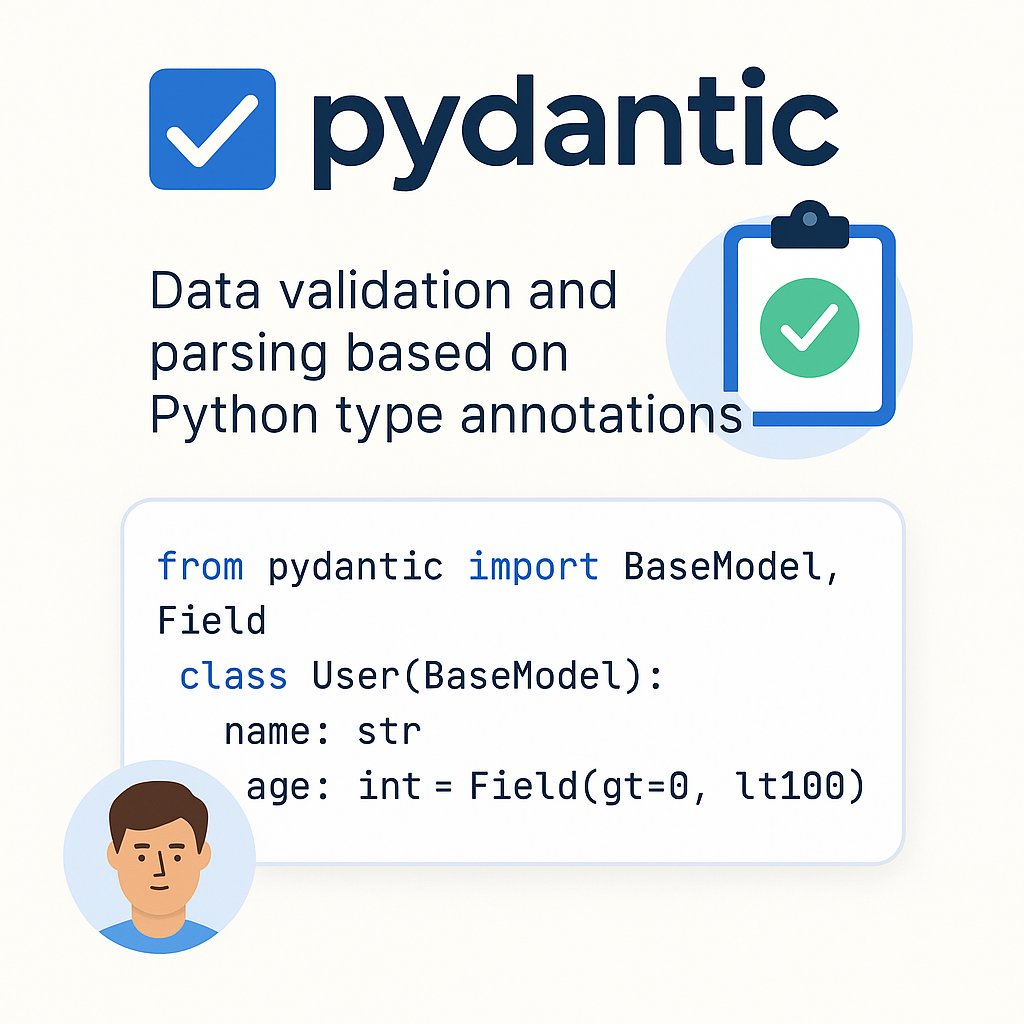 pydantic
Data validation and
parsing based on
Python type annotations
from pydantic import BaseModel,
Field
class User(BaseModel):
name: str
age: int = Field(gt=0, lt100)